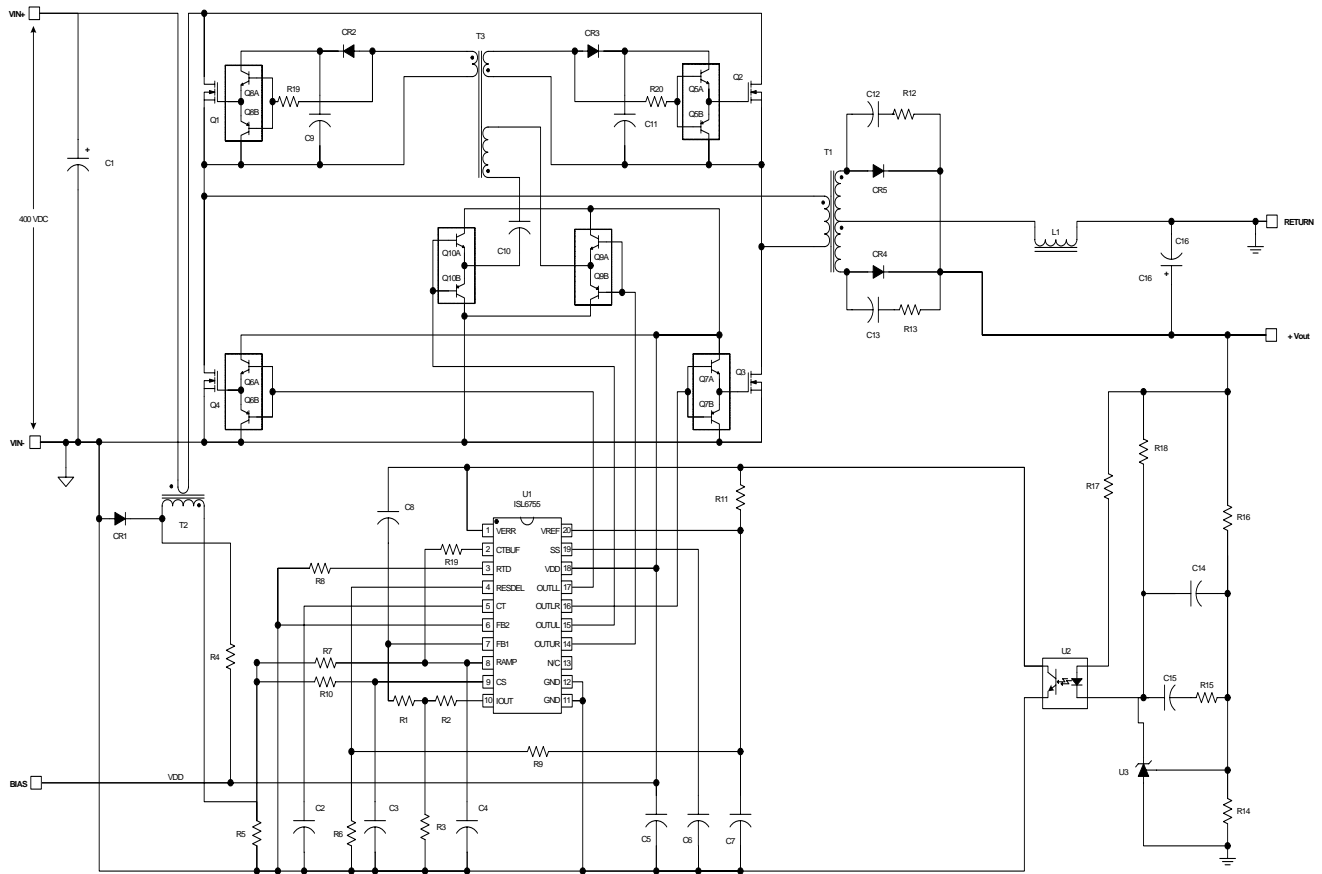 VIN+
CR2
T3
CR3
Q8A
Q8B
R19
Q1
C9
R20
C11
Q5A
Q5B
Q2
C12
R12
T1
CR5
C1
400 VDC
Q10A
Q10B
C10
Q9A
Q9B
L1
RETURN
C16
C16
CR4
C13
R13
+ Vout
Q6A
Q6B
Q4
Q7A
Q7B
Q3
VIN-
R18
R17
R16
T2
CR1
C8
U1
ISL6755
R11
1 VERR
VREF 20
2 CTBUF
SS 19
3 RTD
VDD 18
4 RESDEL
OUTLL 17
5 CT
OUTLR 16
6 FB2
OUTUL 15
7 FB1
OUTUR 14
8 RAMP
N/C 13
9 CS
GND 12
10 IOUT
GND 11
R19
R8
C14
R4
R7
R10
R1
R2
U2
C15
R15
R9
U3
BIAS
VDD
C2
C3
C4
R5
R6
R3
C5
C6
C7
R14